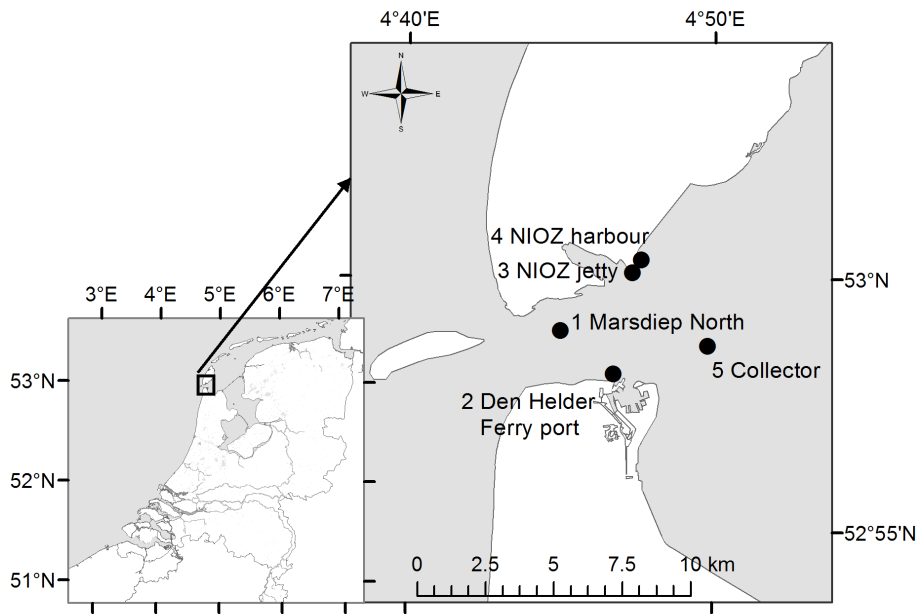 4°40'E
4°50'E
N
W
E
S
4 NIOZ harbour
3 NIOZ jetty
53°N
3°E
4°E
5°E
6°E
7°E
1 Marsdiep North
5 Collector
53°N
2 Den Helder
Ferry port
52°N
52°55'N
0
2.5
5
7.5
10 km
51°N